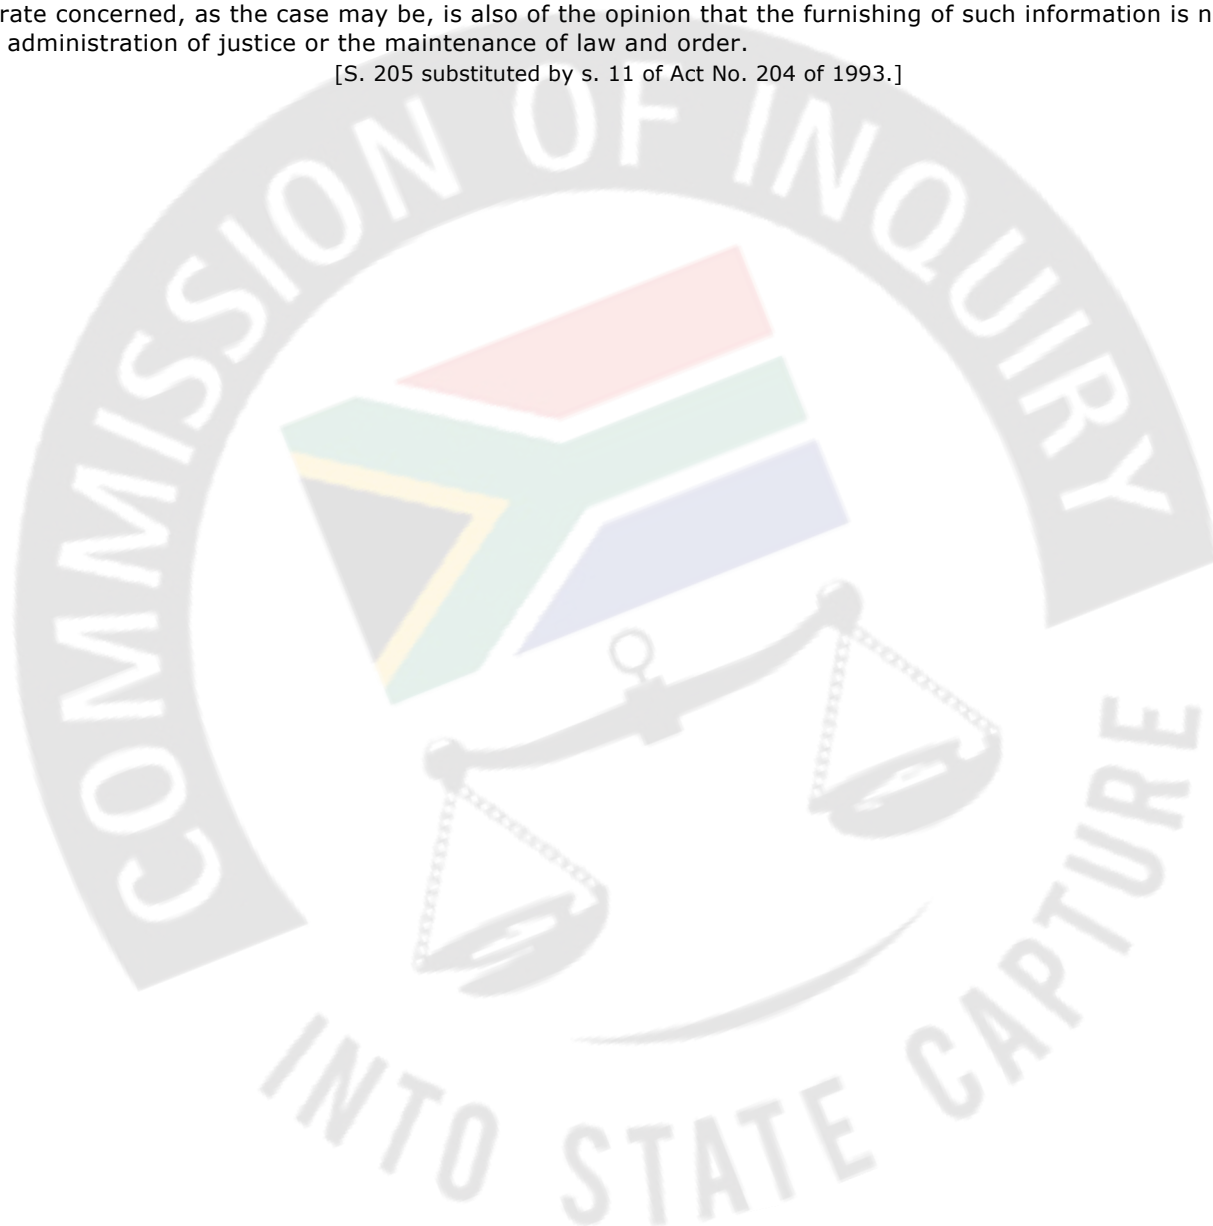 rate concerned, as the case may be, is also of the opinion that the furnishing of such information is n
administration of justice or the maintenance of law and order.
[S. 205 substituted by s. 11 of Act No. 204 of 1993.]
COMMISSION OF INQUIRY
INTO STATE CAPTURE